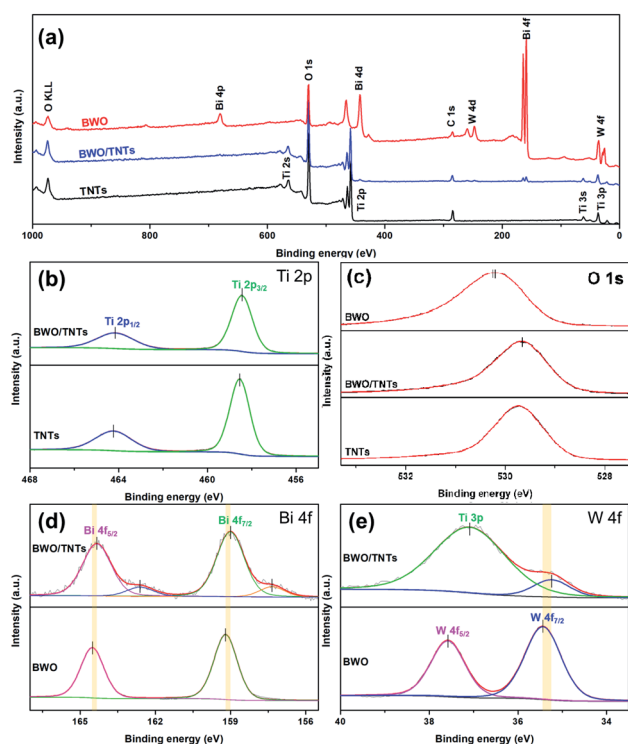 (a)
O KLL
BWO
Bi 4p
O 1s
Bi 4d
C 1s
W 4d
Bi 4f
W 4f
BWO/TNTs
TNTs
Ti 2s
Ti 2p
Ti 3s
Ti 3p
Intensity (a.u.)
1000 800 600 400 200 0
Binding energy (eV)
(b) Ti 2p
Ti 2p3/2
Ti 2p1/2
BWO/TNTs
TNTs
Intensity (a.u.)
468 464 460 456
Binding energy (eV)
(c) O 1s
BWO
BWO/TNTs
TNTs
Intensity (a.u.)
532 530 528
Binding energy (eV)
(d) Bi 4f
Bi 4f5/2 Bi 4f7/2
BWO/TNTs
BWO
Intensity (a.u.)
165 162 159 156
Binding energy (eV)
(e) W 4f
Ti 3p
BWO/TNTs
W 4f5/2 W 4f7/2
BWO
Intensity (a.u.)
40 38 36 34
Binding energy (eV)